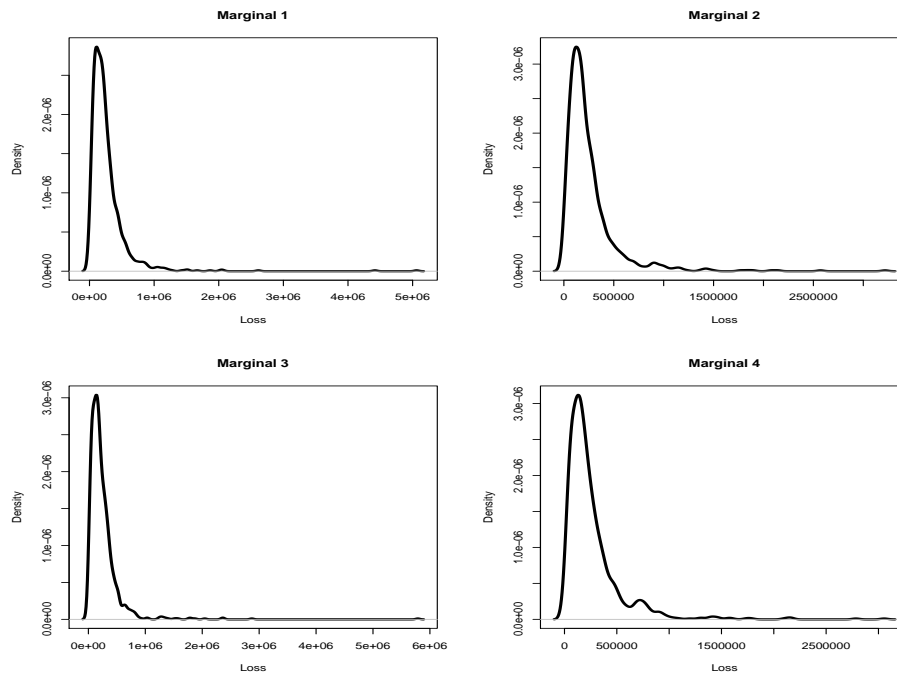 Marginal 1
Density
0.0e+00 1.0e-06 2.0e-06
0e+00 1e+06 2e+06 3e+06 4e+06 5e+06
Loss
Marginal 2
Density
0.0e+00 1.0e-06 2.0e-06 3.0e-06
0 500000 1500000 2500000
Loss
Marginal 3
Density
0.0e+00 1.0e-06 2.0e-06 3.0e-06
0e+00 1e+06 2e+06 3e+06 4e+06 5e+06 6e+06
Loss
Marginal 4
Density
0.0e+00 1.0e-06 2.0e-06 3.0e-06
0 500000 1500000 2500000
Loss